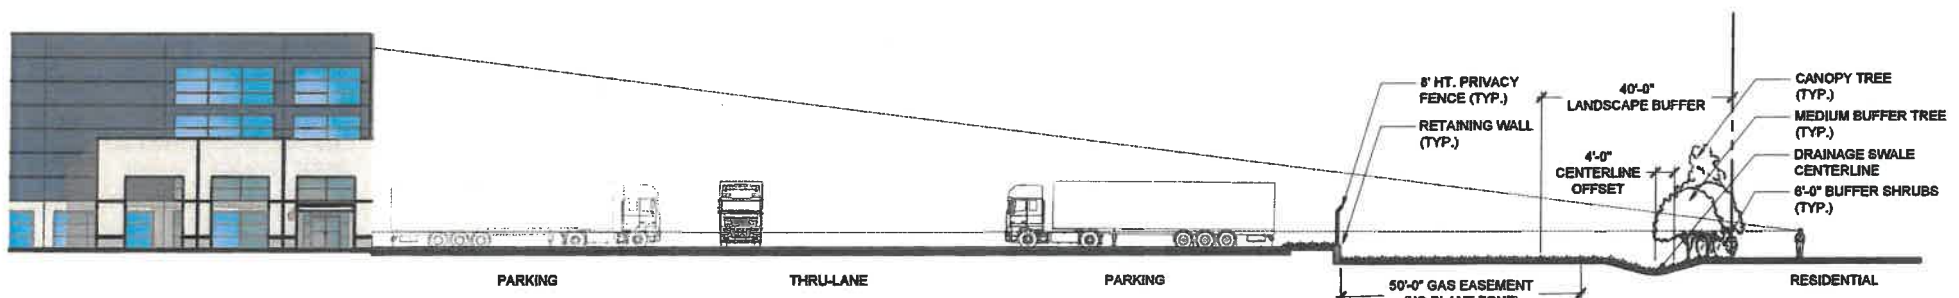 8' HT. PRIVACY
FENCE (TYP.)
RETAINING WALL
(TYP.)
40'-0"
LANDSCAPE BUFFER
4'-0"
CENTERLINE
OFFSET
CANOPY TREE
(TYP.)
MEDIUM BUFFER TREE
(TYP.)
DRAINAGE SWALE
CENTERLINE
6'-0" BUFFER SHRUBS
(TYP.)
PARKING
THRU-LANE
PARKING
50'-0" GAS EASEMENT
RESIDENTIAL